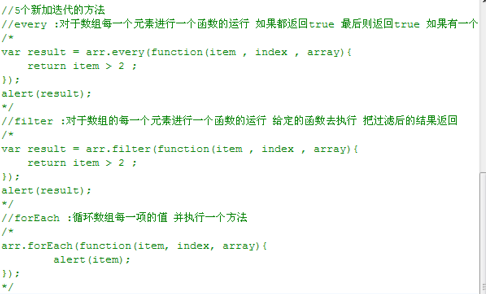 //5个新加迭代的方法
//every :对于数组每一个元素进行一个函数的运行 如果都返回true 最后则返回true 如果有一个
/*
var result = arr.every(function(item , index , array){
    return item > 2 ;
});
alert(result);
*/
//filter :对于数组的每一个元素进行一个函数的运行 给定的函数去执行 把过滤后的结果返回
/*
var result = arr.filter(function(item , index , array){
    return item > 2 ;
});
alert(result);
*/
//forEach :循环数组每一项的值 并执行一个方法
/*
arr.forEach(function(item, index, array){
        alert(item);
});
*/